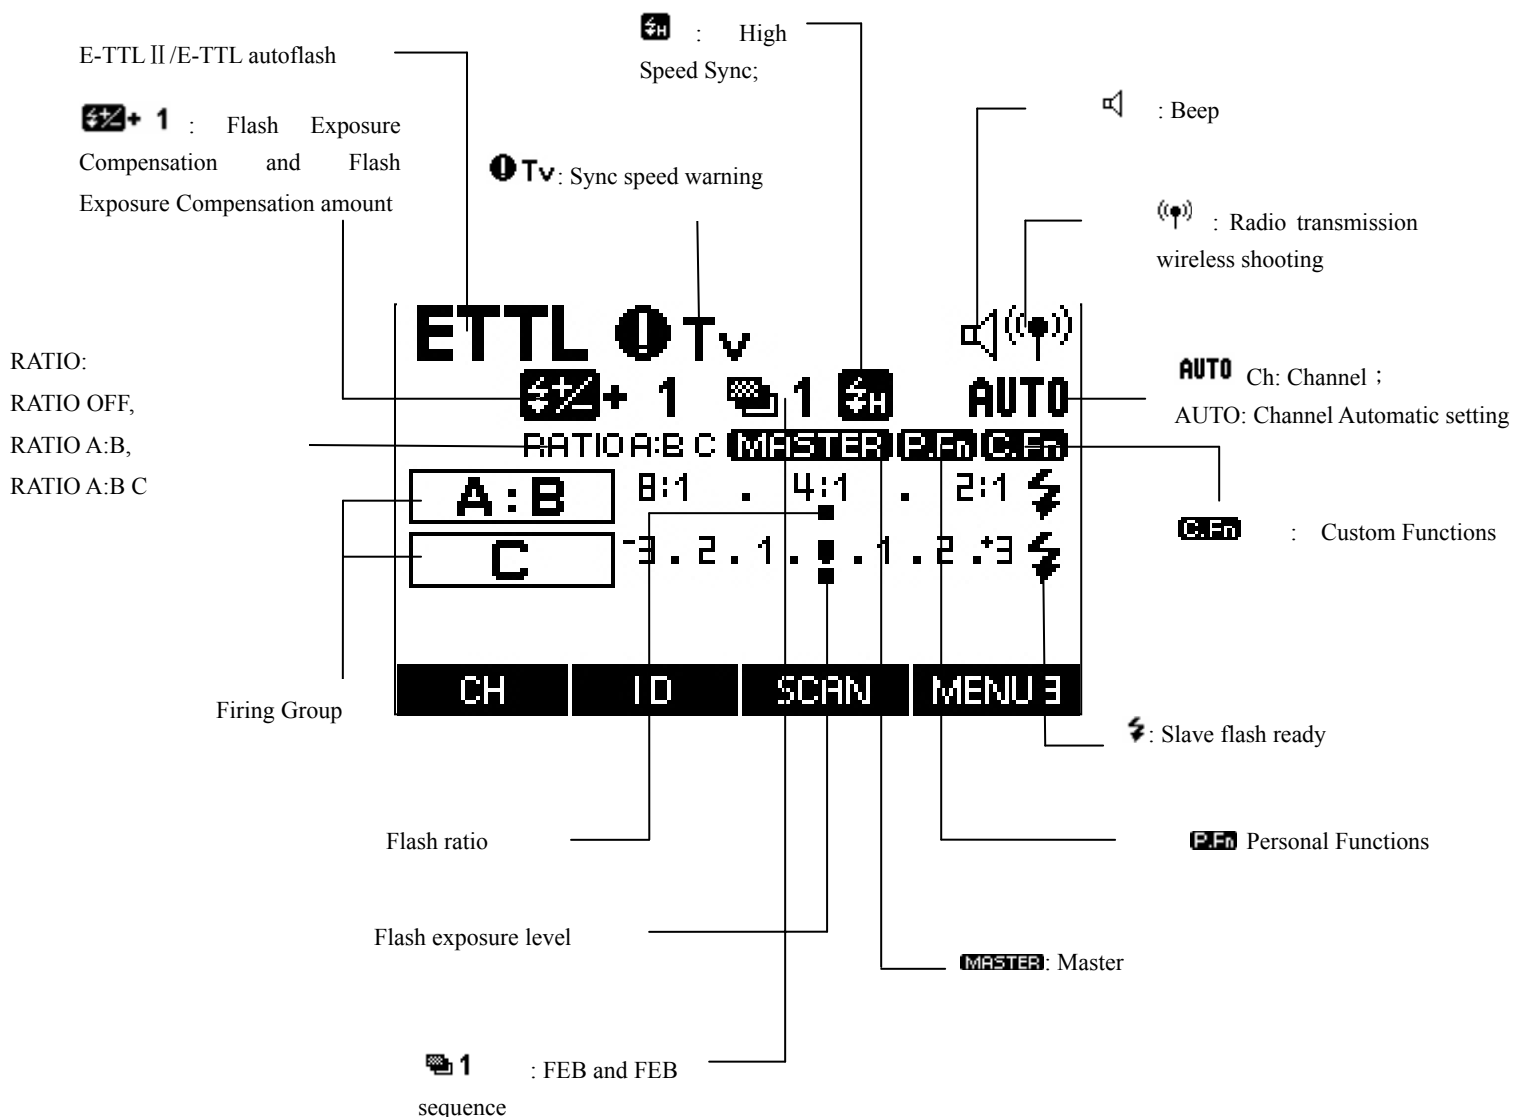 : High
Speed Sync;
E-TTL Ⅱ/E-TTL autoflash
+ 1 : Flash Exposure
Compensation and Flash
Exposure Compensation amount
: Beep
Tv: Sync speed warning
: Radio transmission
wireless shooting
ETTL Tv
RATIO:
RATIO OFF,
RATIO A:B,
RATIO A:B C
+ 1 1 H AUTO
AUTO Ch: Channel；
AUTO: Channel Automatic setting
RATIO A:B C MASTER P.Fn C.Fn
A:B 8:1 . 4:1 . 2:1
C -3.2.1.0.1.2.+3
C.Fn : Custom Functions
CH ID SCAN MENU 3
Firing Group
: Slave flash ready
Flash ratio
P.Fn Personal Functions
Flash exposure level
MASTER: Master
1 : FEB and FEB
sequence